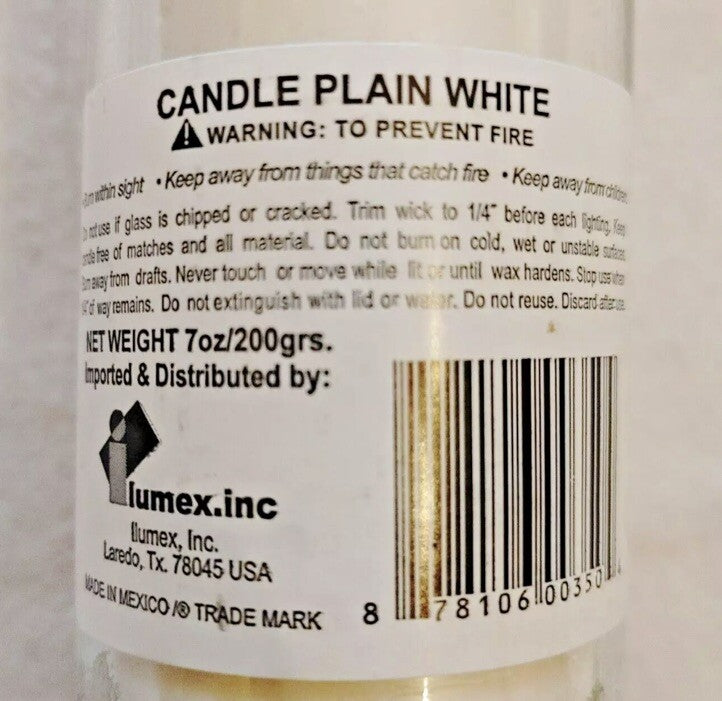 CANDLE PLAIN WHITE
WARNING: TO PREVENT FIRE
within sight • Keep away from things that catch fire • Keep away from children
not use if glass is chipped or cracked. Trim wick to 1/4" before each lighting. Keep
free of matches and all material. Do not burn on cold, wet or unstable surfaces
away from drafts. Never touch or move while lit or until wax hardens. Stop use when
of way remains. Do not extinguish with lid or water. Do not reuse. Discard after use.
NET WEIGHT 7oz/200grs.
Imported & Distributed by:
ilumex.inc
Ilumex, Inc.
Laredo, Tx. 78045 USA
MADE IN MEXICO /® TRADE MARK
8 78106 00350 4